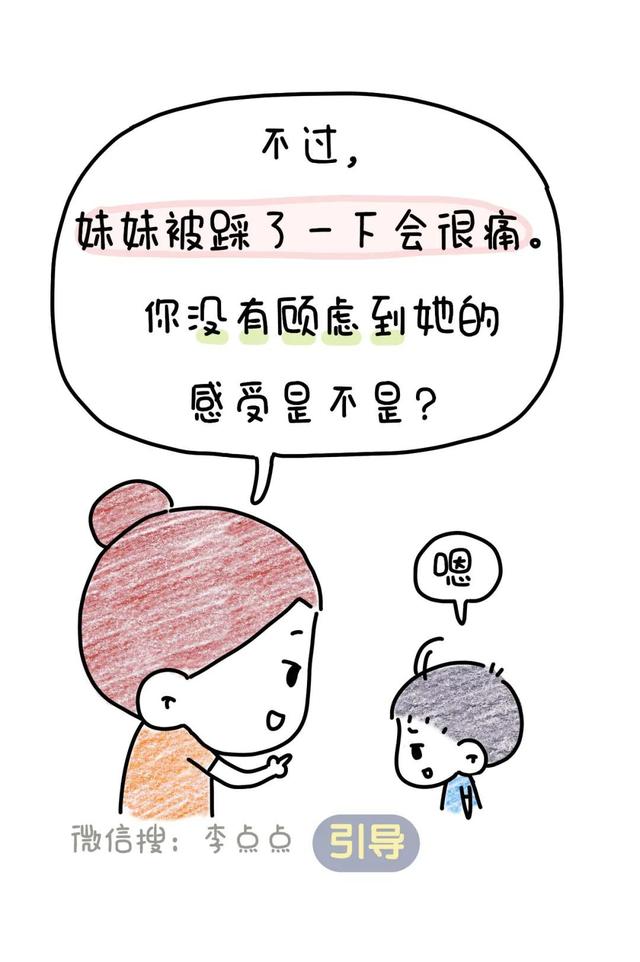 不过，
妹妹被踩了一下会很痛。
你没有顾虑到她的
感受是不是？
嗯
微信搜：李点点
引导